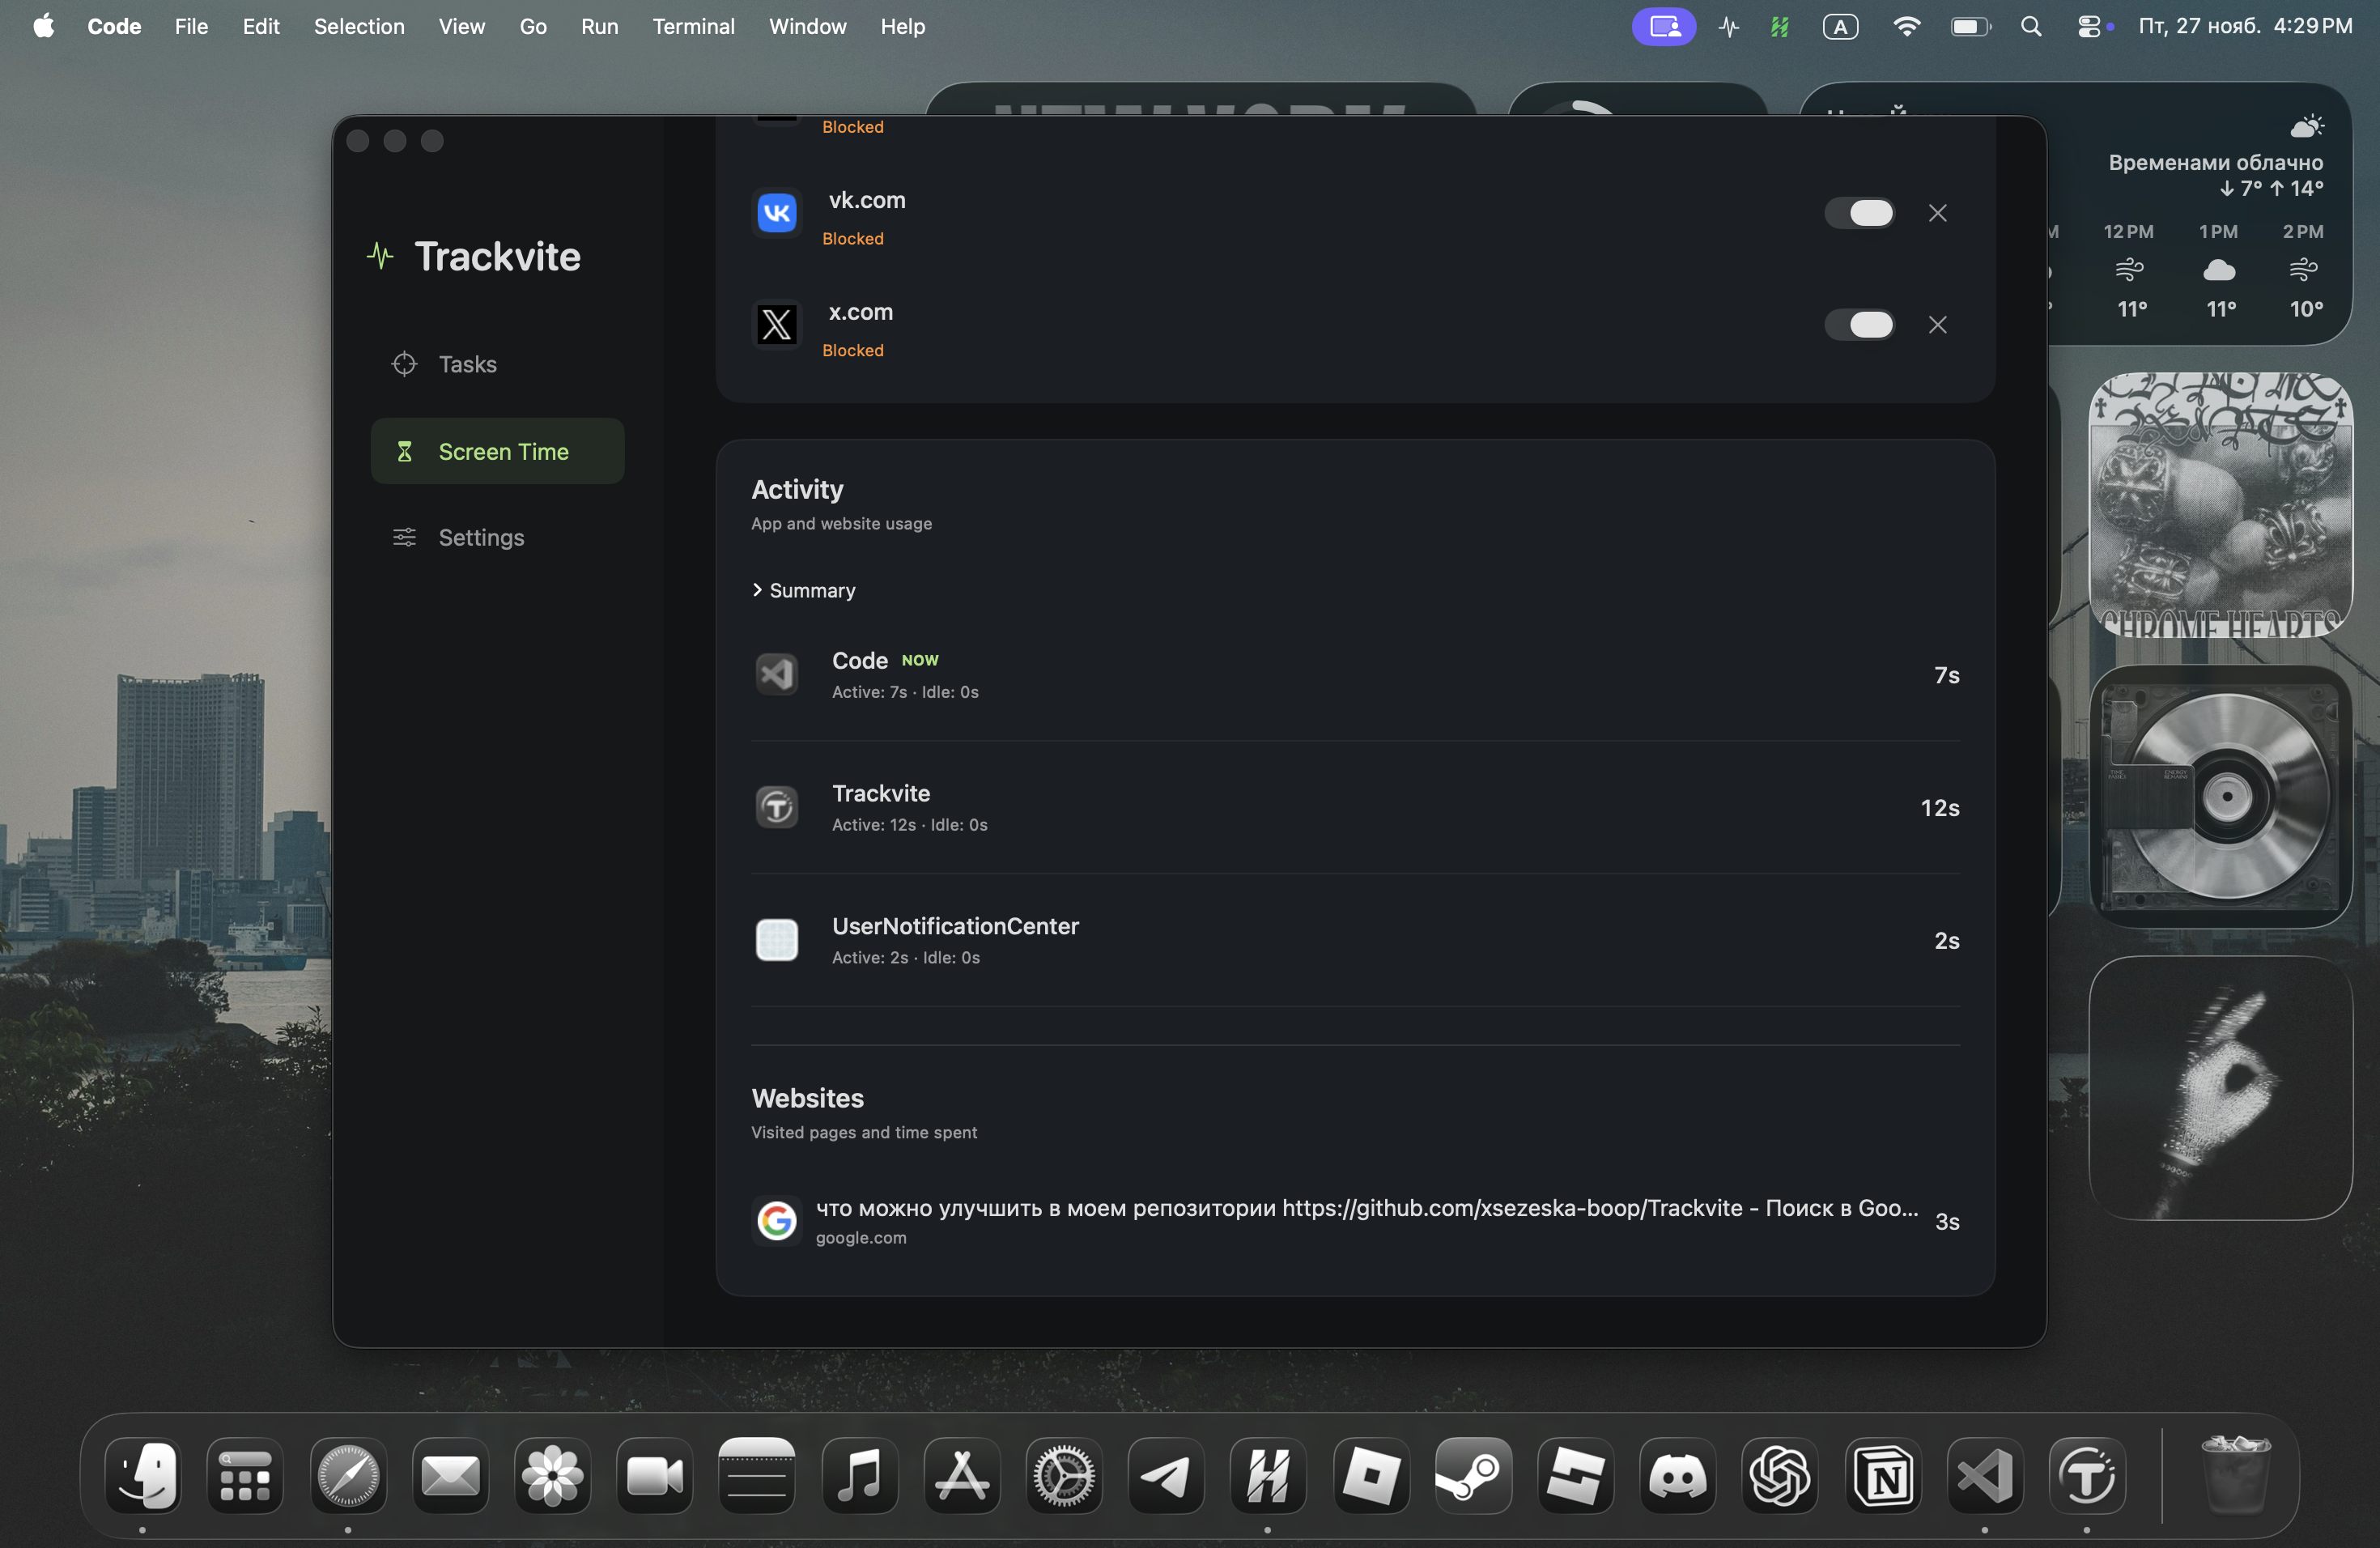 Code File Edit Selection View Go Run Terminal Window Help
A
Пт, 27 нояб. 4:29 PM
Временами облачно
↓ 7° ↑ 14°
12 PM 1 PM 2 PM
11° 11° 10°
Trackvite
Tasks
Screen Time
Settings
Blocked
vk.com
Blocked
x.com
Blocked
Activity
App and website usage
Summary
Code NOW
Active: 7s · Idle: 0s
7s
Trackvite
Active: 12s · Idle: 0s
12s
UserNotificationCenter
Active: 2s · Idle: 0s
2s
Websites
Visited pages and time spent
что можно улучшить в моем репозитории https://github.com/xsezeska-boop/Trackvite - Поиск в Goo...
google.com
3s
CHROME HEARTS